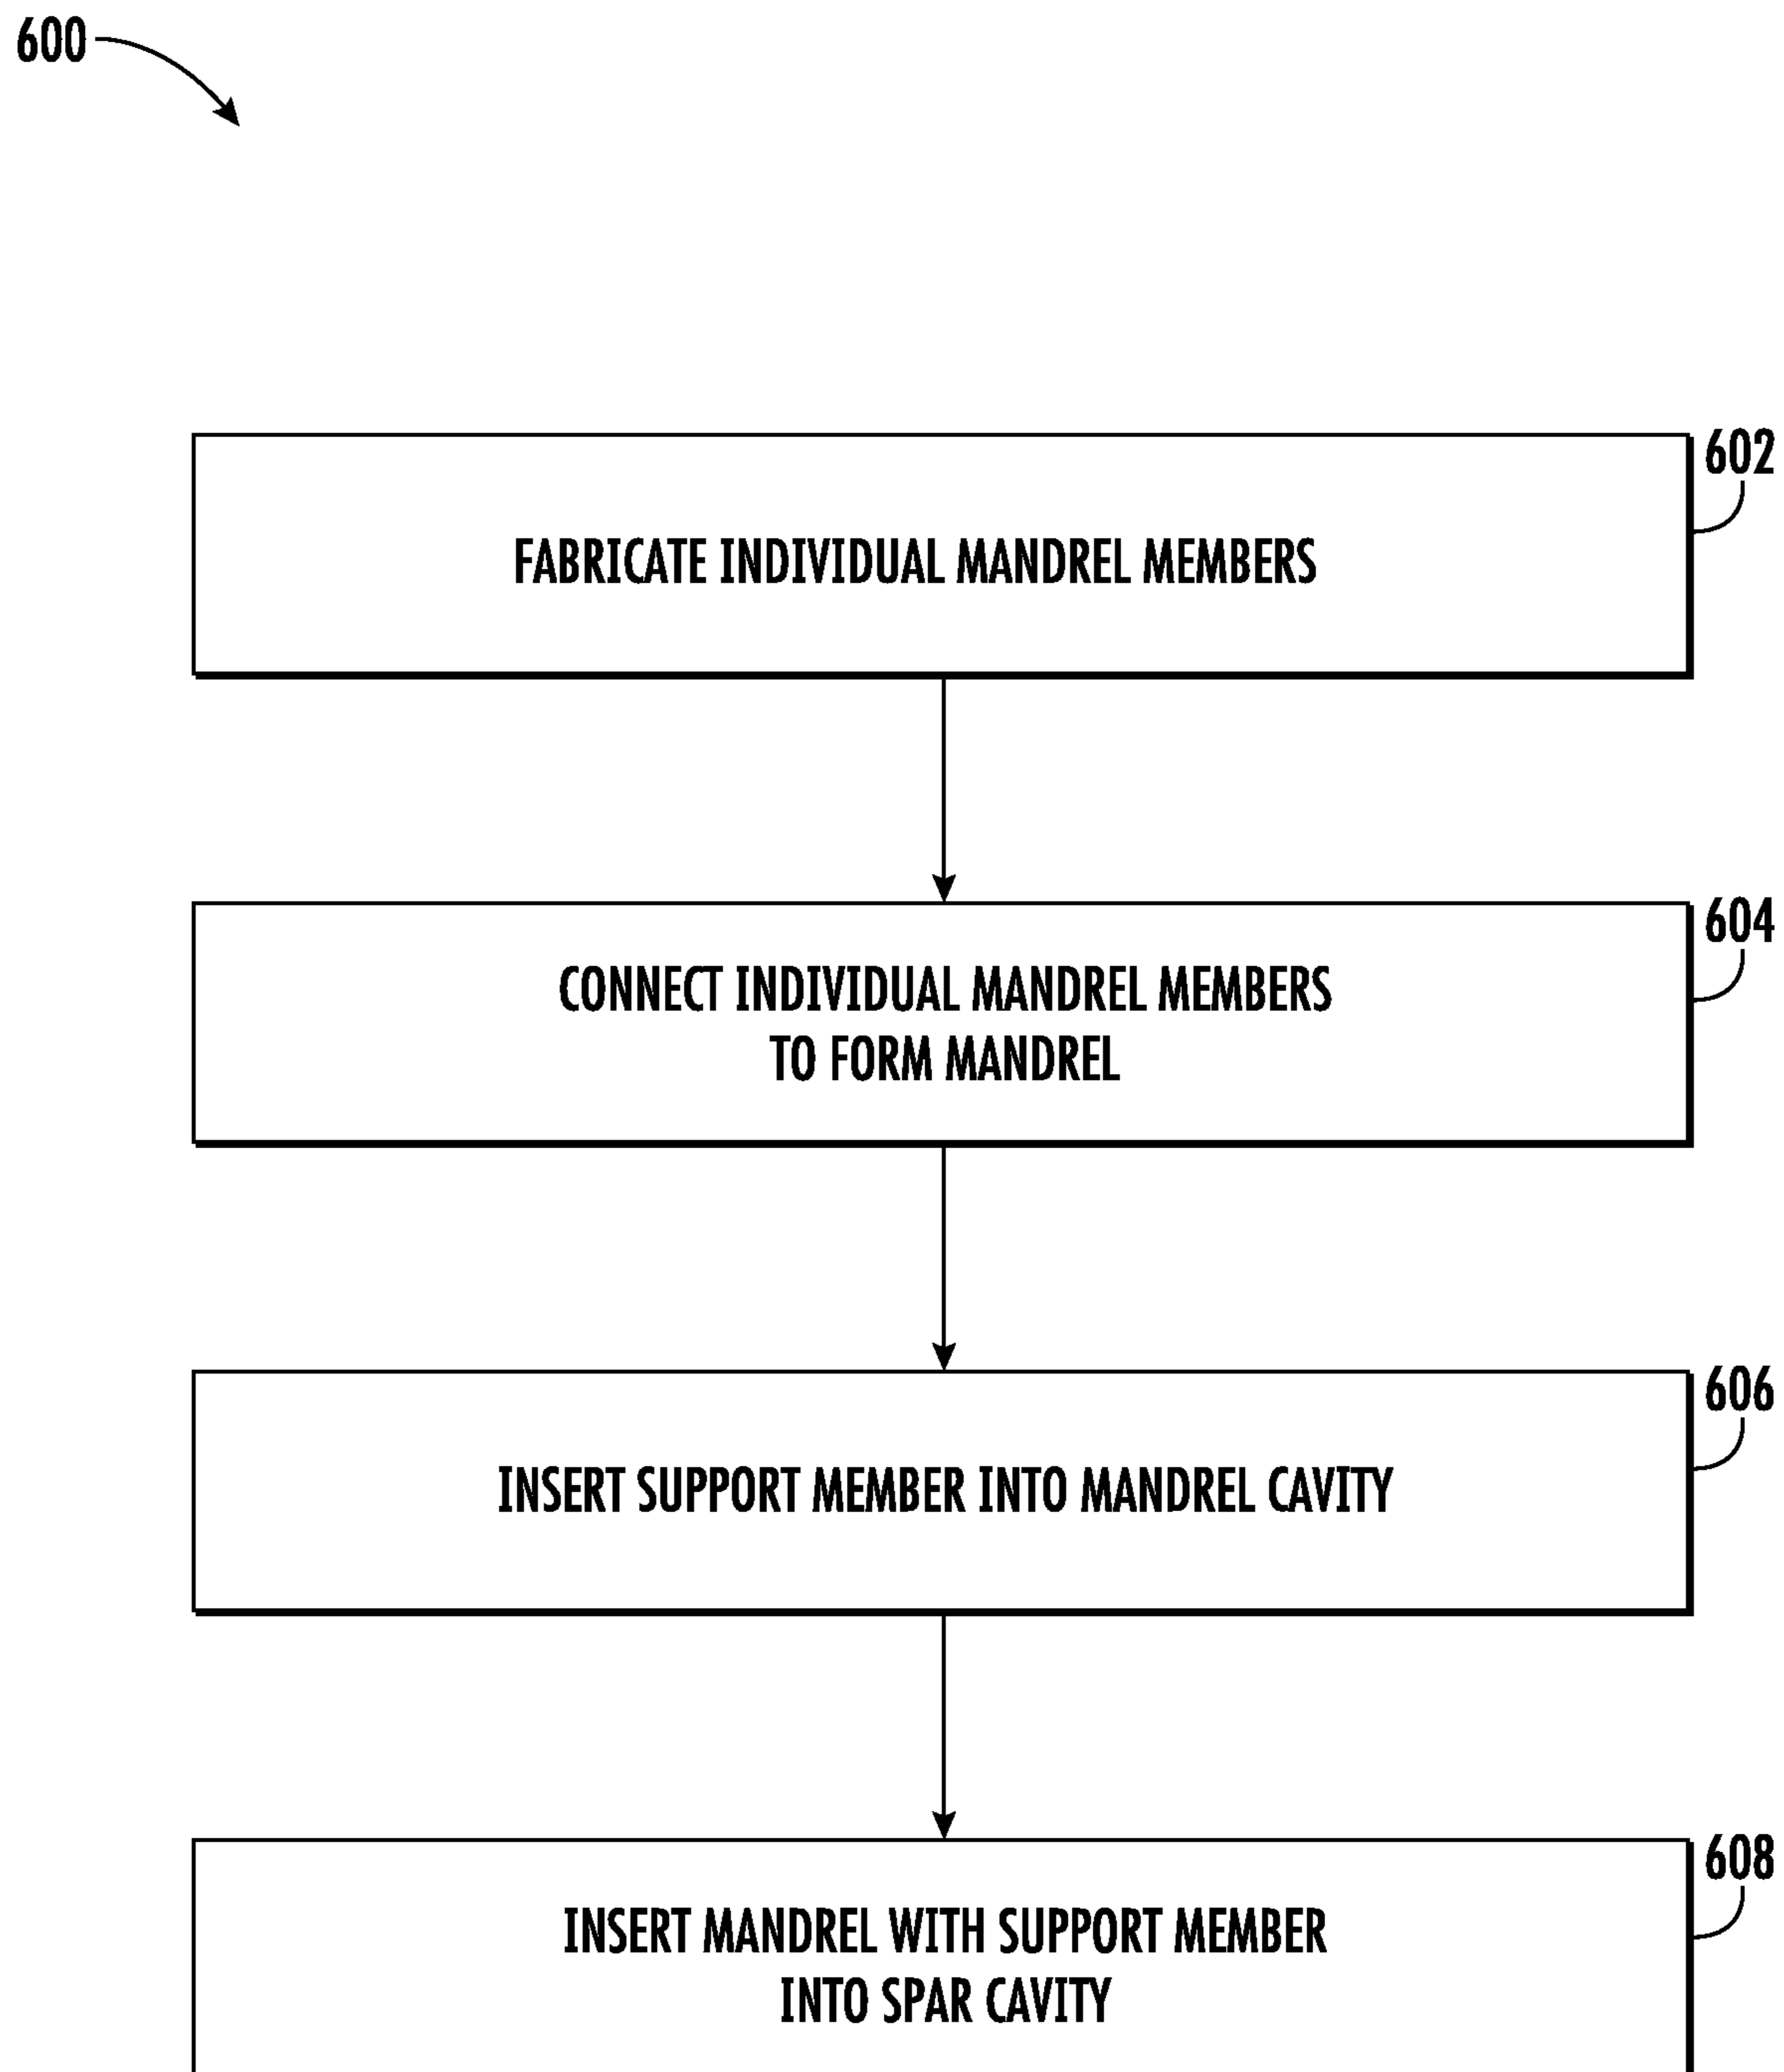 600
602
FABRICATE INDIVIDUAL MANDREL MEMBERS
604
CONNECT INDIVIDUAL MANDREL MEMBERS
TO FORM MANDREL
606
INSERT SUPPORT MEMBER INTO MANDREL CAVITY
608
INSERT MANDREL WITH SUPPORT MEMBER
INTO SPAR CAVITY